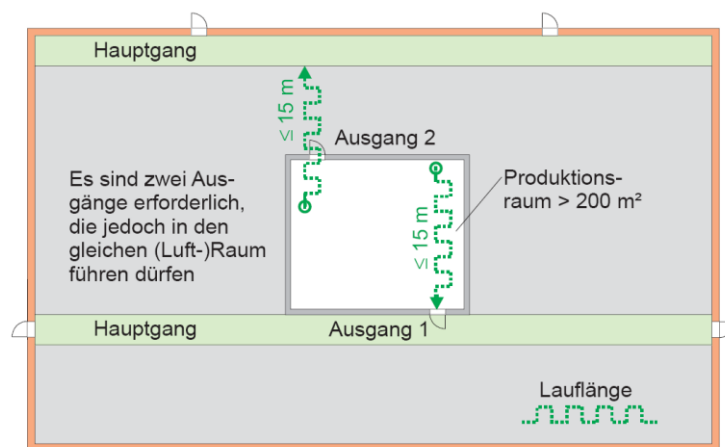 Hauptgang
≤ 15 m
Ausgang 2
Es sind zwei Aus-
gänge erforderlich,
die jedoch in den
gleichen (Luft-)Raum
führen dürfen
Produktions-
raum > 200 m²
≤ 15 m
Hauptgang
Ausgang 1
Lauflänge